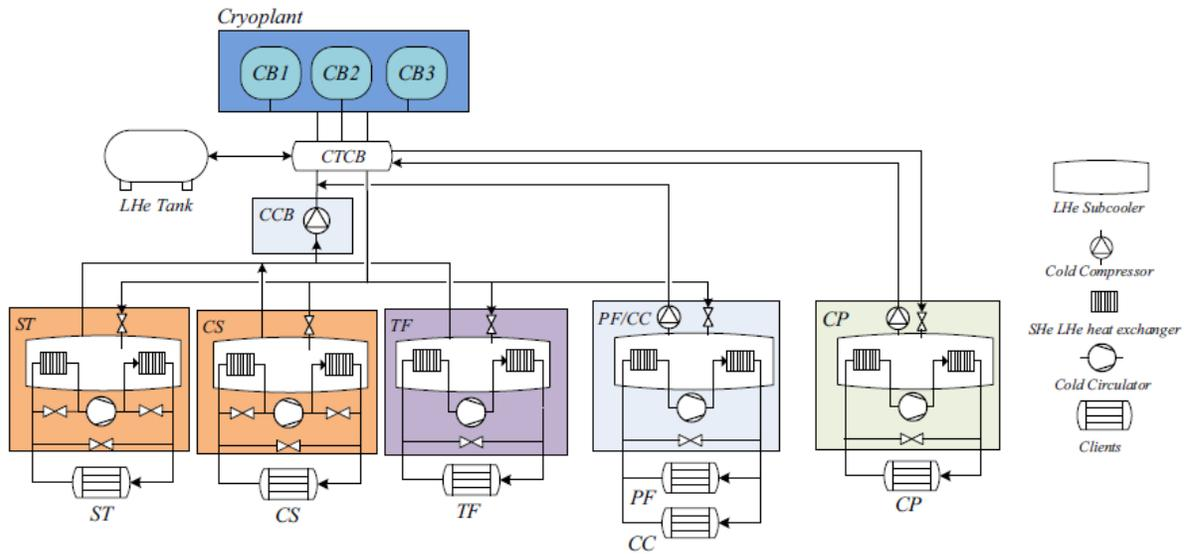 Cryoplant
CB1 CB2 CB3
CTCB
LHe Tank
CCB
ST
CS
TF
PF/CC
CP
ST
CS
TF
PF
CC
CP
LHe Subcooler
Cold Compressor
SHe LHe heat exchanger
Cold Circulator
Clients